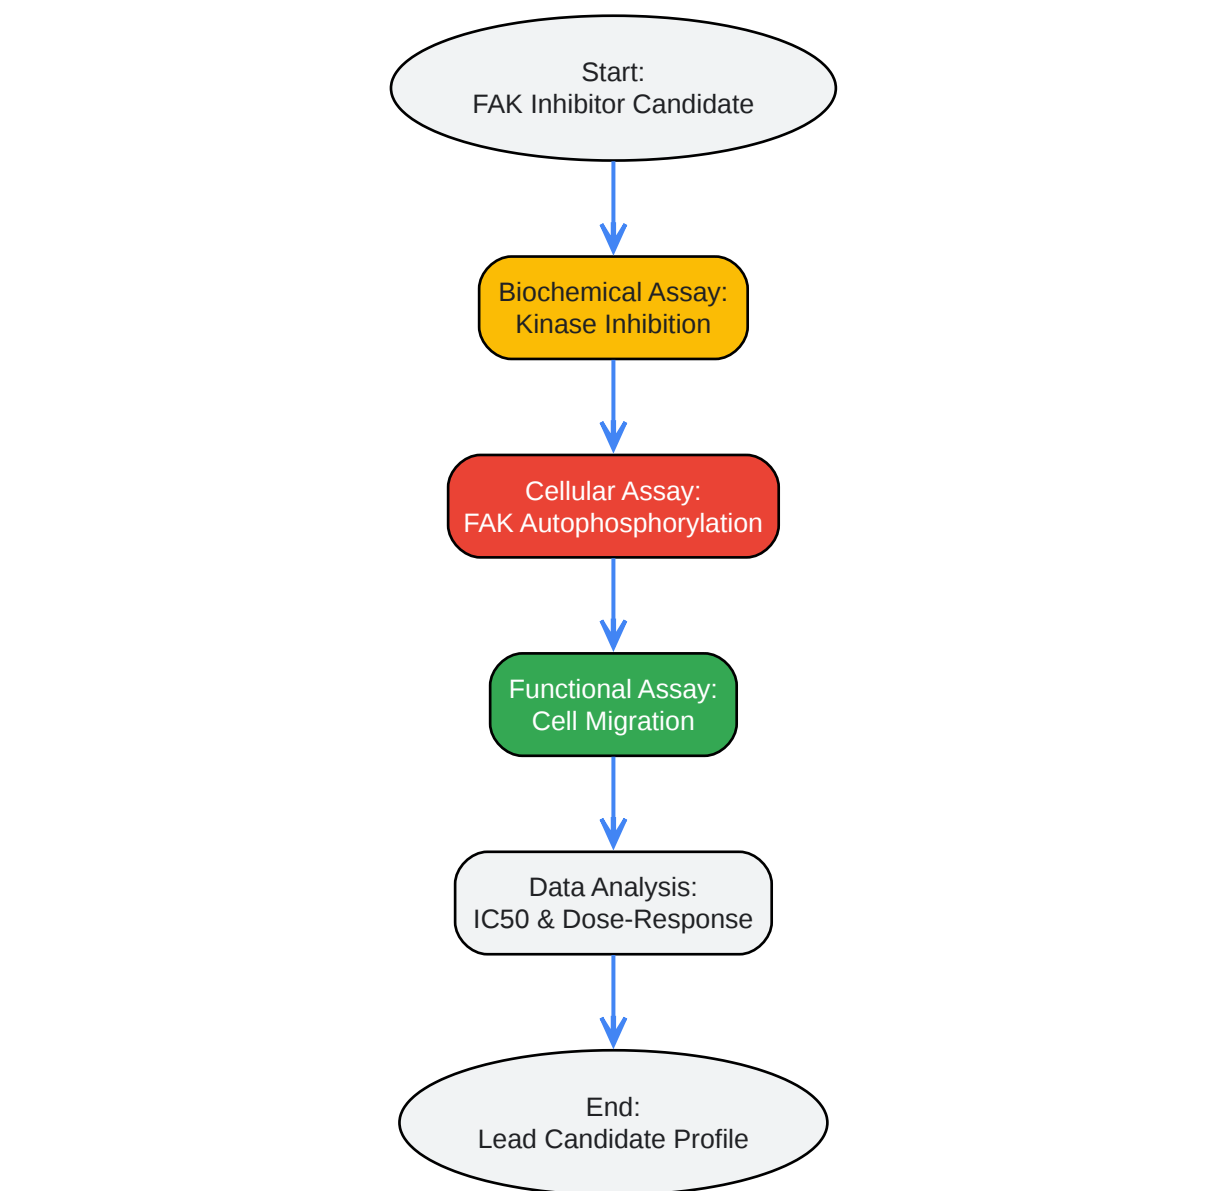 Start:
FAK Inhibitor Candidate
Biochemical Assay:
Kinase Inhibition
Cellular Assay:
FAK Autophosphorylation
Functional Assay:
Cell Migration
Data Analysis:
IC50 & Dose-Response
End:
Lead Candidate Profile